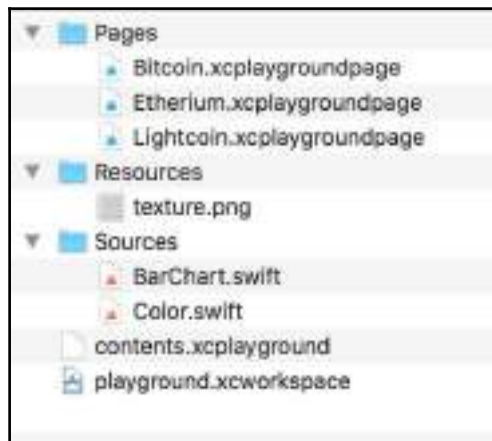 Pages
Bitcoin.xcplaygroundpage
Etherium.xcplaygroundpage
Lightcoin.xcplaygroundpage
Resources
texture.png
Sources
BarChart.swift
Color.swift
contents.xcplayground
playground.xcworkspace